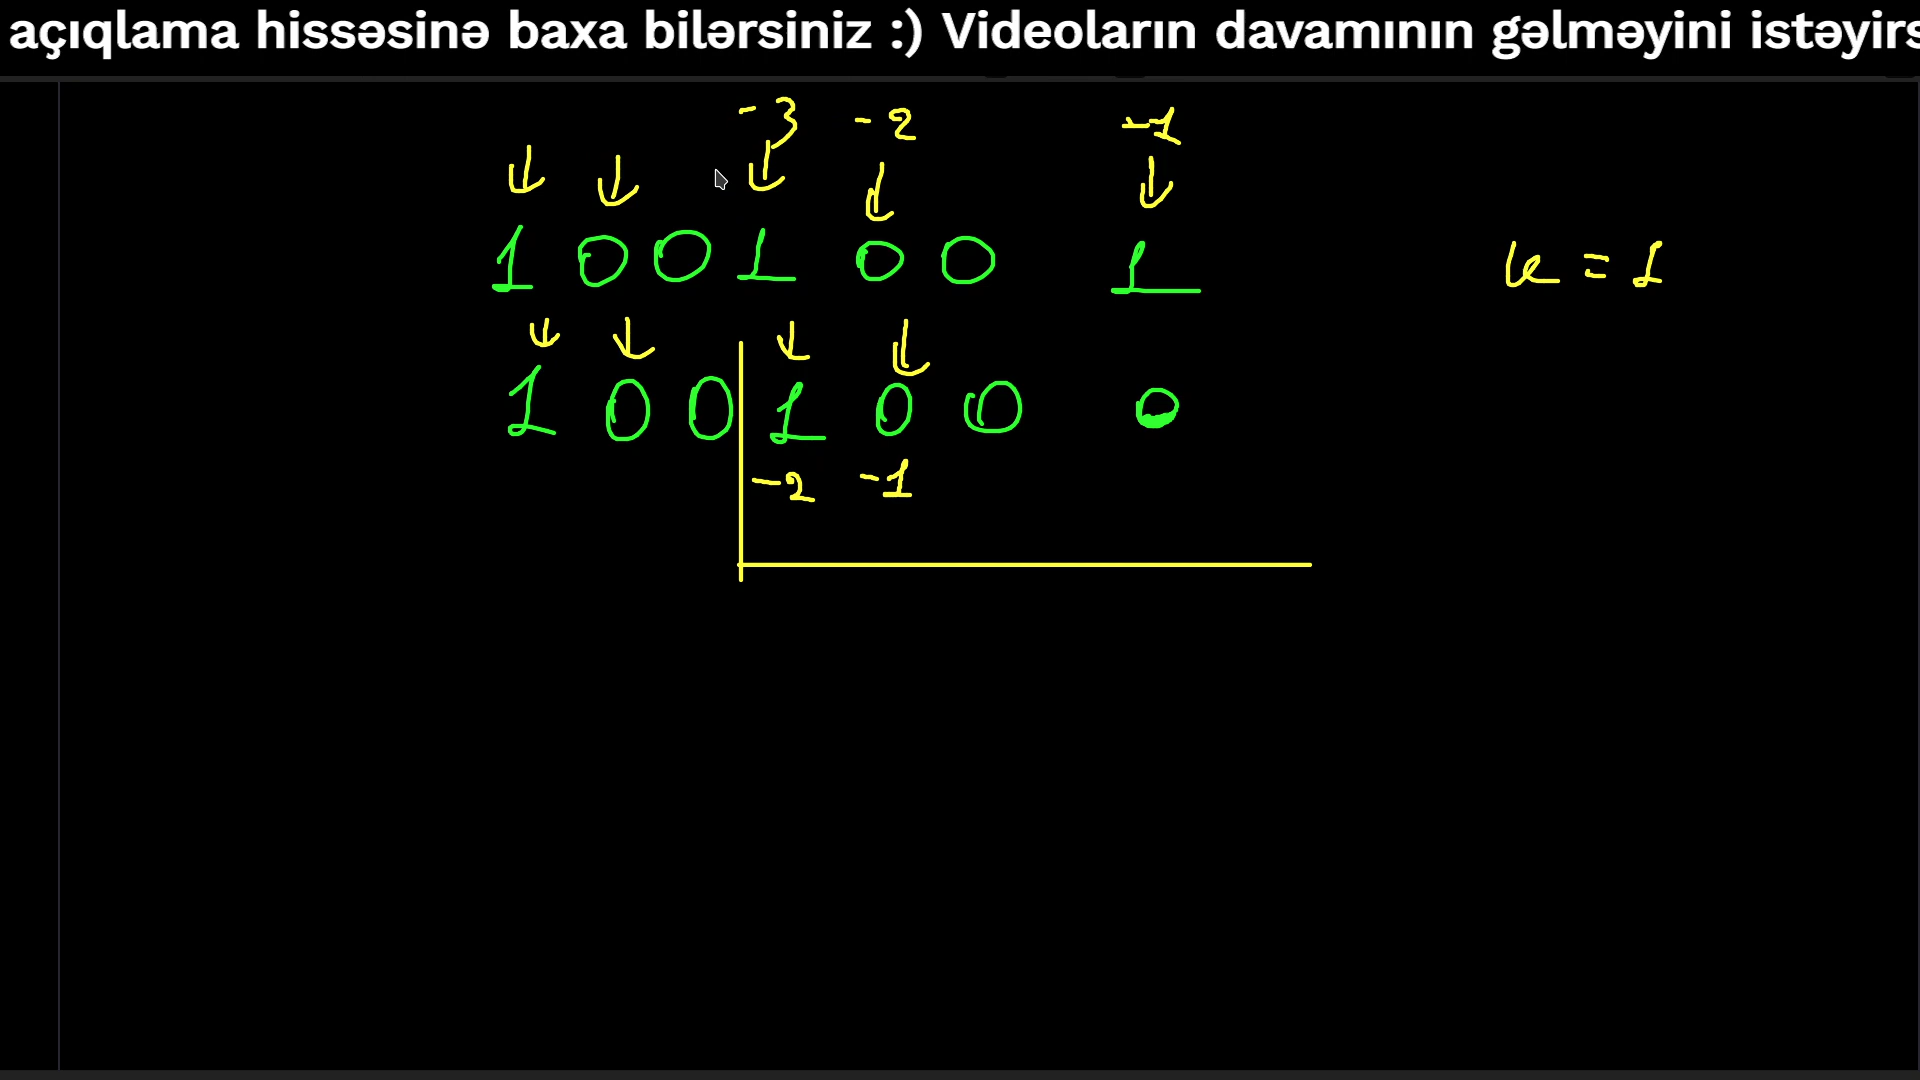 açıqlama hissəsinə baxa bilərsiniz :) Videoların davamının gəlməyini istəyirs
-3 -2 -1
1 0 0 1 0 0 1 k = 1
1 0 0 1 0 0 0
-2 -1